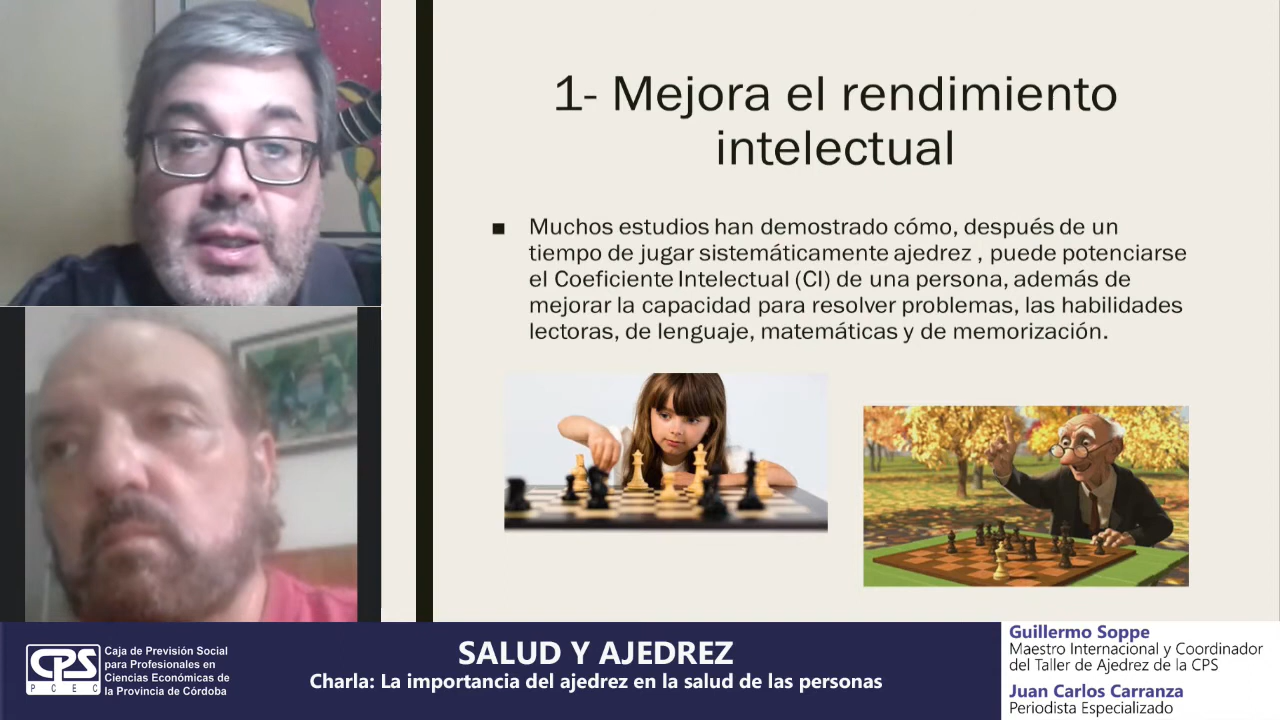 1- Mejora el rendimiento
intelectual
■ Muchos estudios han demostrado cómo, después de un
tiempo de jugar sistemáticamente ajedrez , puede potenciarse
el Coeficiente Intelectual (CI) de una persona, además de
mejorar la capacidad para resolver problemas, las habilidades
lectoras, de lenguaje, matemáticas y de memorización.
CPS
PCEC
Caja de Previsión Social
para Profesionales en
Ciencias Económicas de
la Provincia de Córdoba
SALUD Y AJEDREZ
Charla: La importancia del ajedrez en la salud de las personas
Guillermo Soppe
Maestro Internacional y Coordinador
del Taller de Ajedrez de la CPS
Juan Carlos Carranza
Periodista Especializado